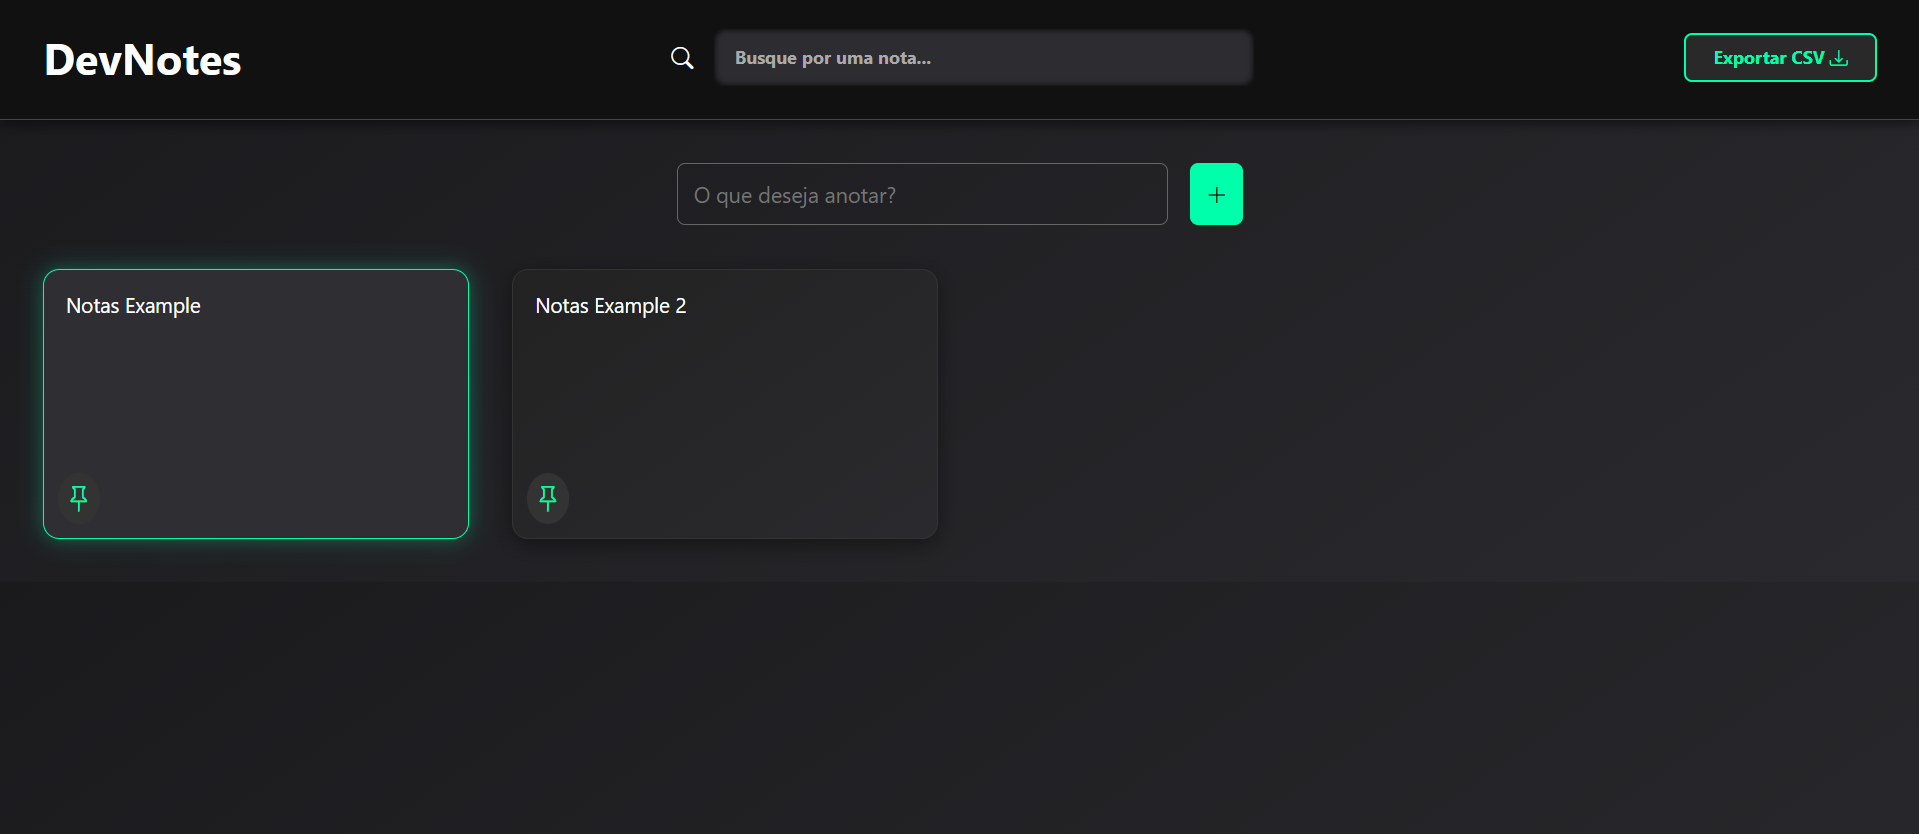 DevNotes
Busque por uma nota...
Exportar CSV
O que deseja anotar?
Notas Example
Notas Example 2